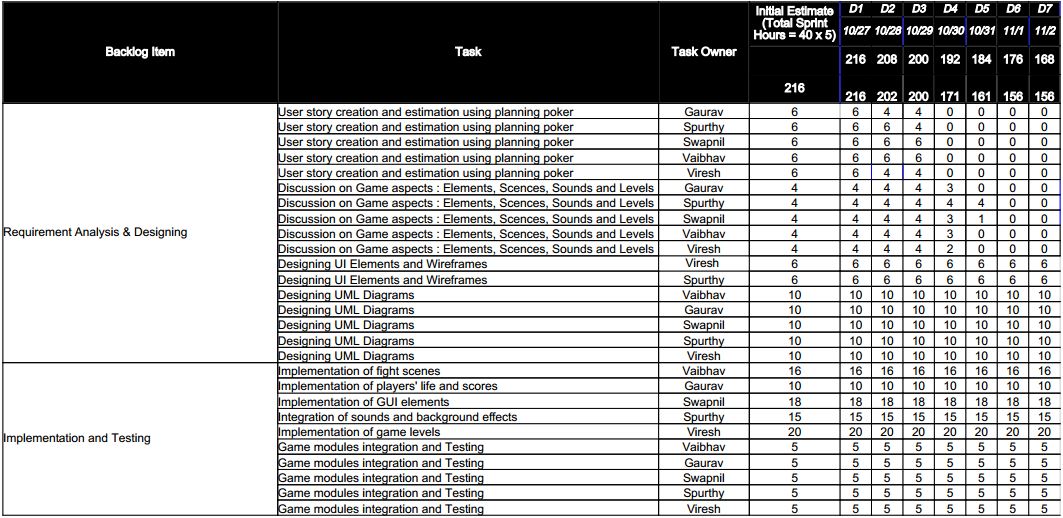 Backlog Item Task Task Owner Initial Estimate (Total Sprint Hours = 40 x 5) D1 D2 D3 D4 D5 D6 D7
10/27 10/28 10/29 10/30 10/31 11/1 11/2
216 208 200 192 184 176 168
216 216 202 200 171 161 156 156
User story creation and estimation using planning poker Gaurav 6 6 4 4 0 0 0 0
User story creation and estimation using planning poker Spurthy 6 6 6 4 0 0 0 0
User story creation and estimation using planning poker Swapnil 6 6 6 6 0 0 0 0
User story creation and estimation using planning poker Vaibhav 6 6 6 6 0 0 0 0
User story creation and estimation using planning poker Viresh 6 6 4 4 0 0 0 0
Discussion on Game aspects : Elements, Scences, Sounds and Levels Gaurav 4 4 4 4 3 0 0 0
Discussion on Game aspects : Elements, Scences, Sounds and Levels Spurthy 4 4 4 4 4 4 0 0
Discussion on Game aspects : Elements, Scences, Sounds and Levels Swapnil 4 4 4 4 3 1 0 0
Requirement Analysis & Designing Discussion on Game aspects : Elements, Scences, Sounds and Levels Vaibhav 4 4 4 4 3 0 0 0
Discussion on Game aspects : Elements, Scences, Sounds and Levels Viresh 4 4 4 4 2 0 0 0
Designing UI Elements and Wireframes Viresh 6 6 6 6 6 6 6 6
Designing UI Elements and Wireframes Spurthy 6 6 6 6 6 6 6 6
Designing UML Diagrams Vaibhav 10 10 10 10 10 10 10 10
Designing UML Diagrams Gaurav 10 10 10 10 10 10 10 10
Designing UML Diagrams Swapnil 10 10 10 10 10 10 10 10
Designing UML Diagrams Spurthy 10 10 10 10 10 10 10 10
Designing UML Diagrams Viresh 10 10 10 10 10 10 10 10
Implementation of fight scenes Vaibhav 16 16 16 16 16 16 16 16
Implementation of players' life and scores Gaurav 10 10 10 10 10 10 10 10
Implementation of GUI elements Swapnil 18 18 18 18 18 18 18 18
Integration of sounds and background effects Spurthy 15 15 15 15 15 15 15 15
Implementation and Testing Implementation of game levels Viresh 20 20 20 20 20 20 20 20
Game modules integration and Testing Vaibhav 5 5 5 5 5 5 5 5
Game modules integration and Testing Gaurav 5 5 5 5 5 5 5 5
Game modules integration and Testing Swapnil 5 5 5 5 5 5 5 5
Game modules integration and Testing Spurthy 5 5 5 5 5 5 5 5
Game modules integration and Testing Viresh 5 5 5 5 5 5 5 5